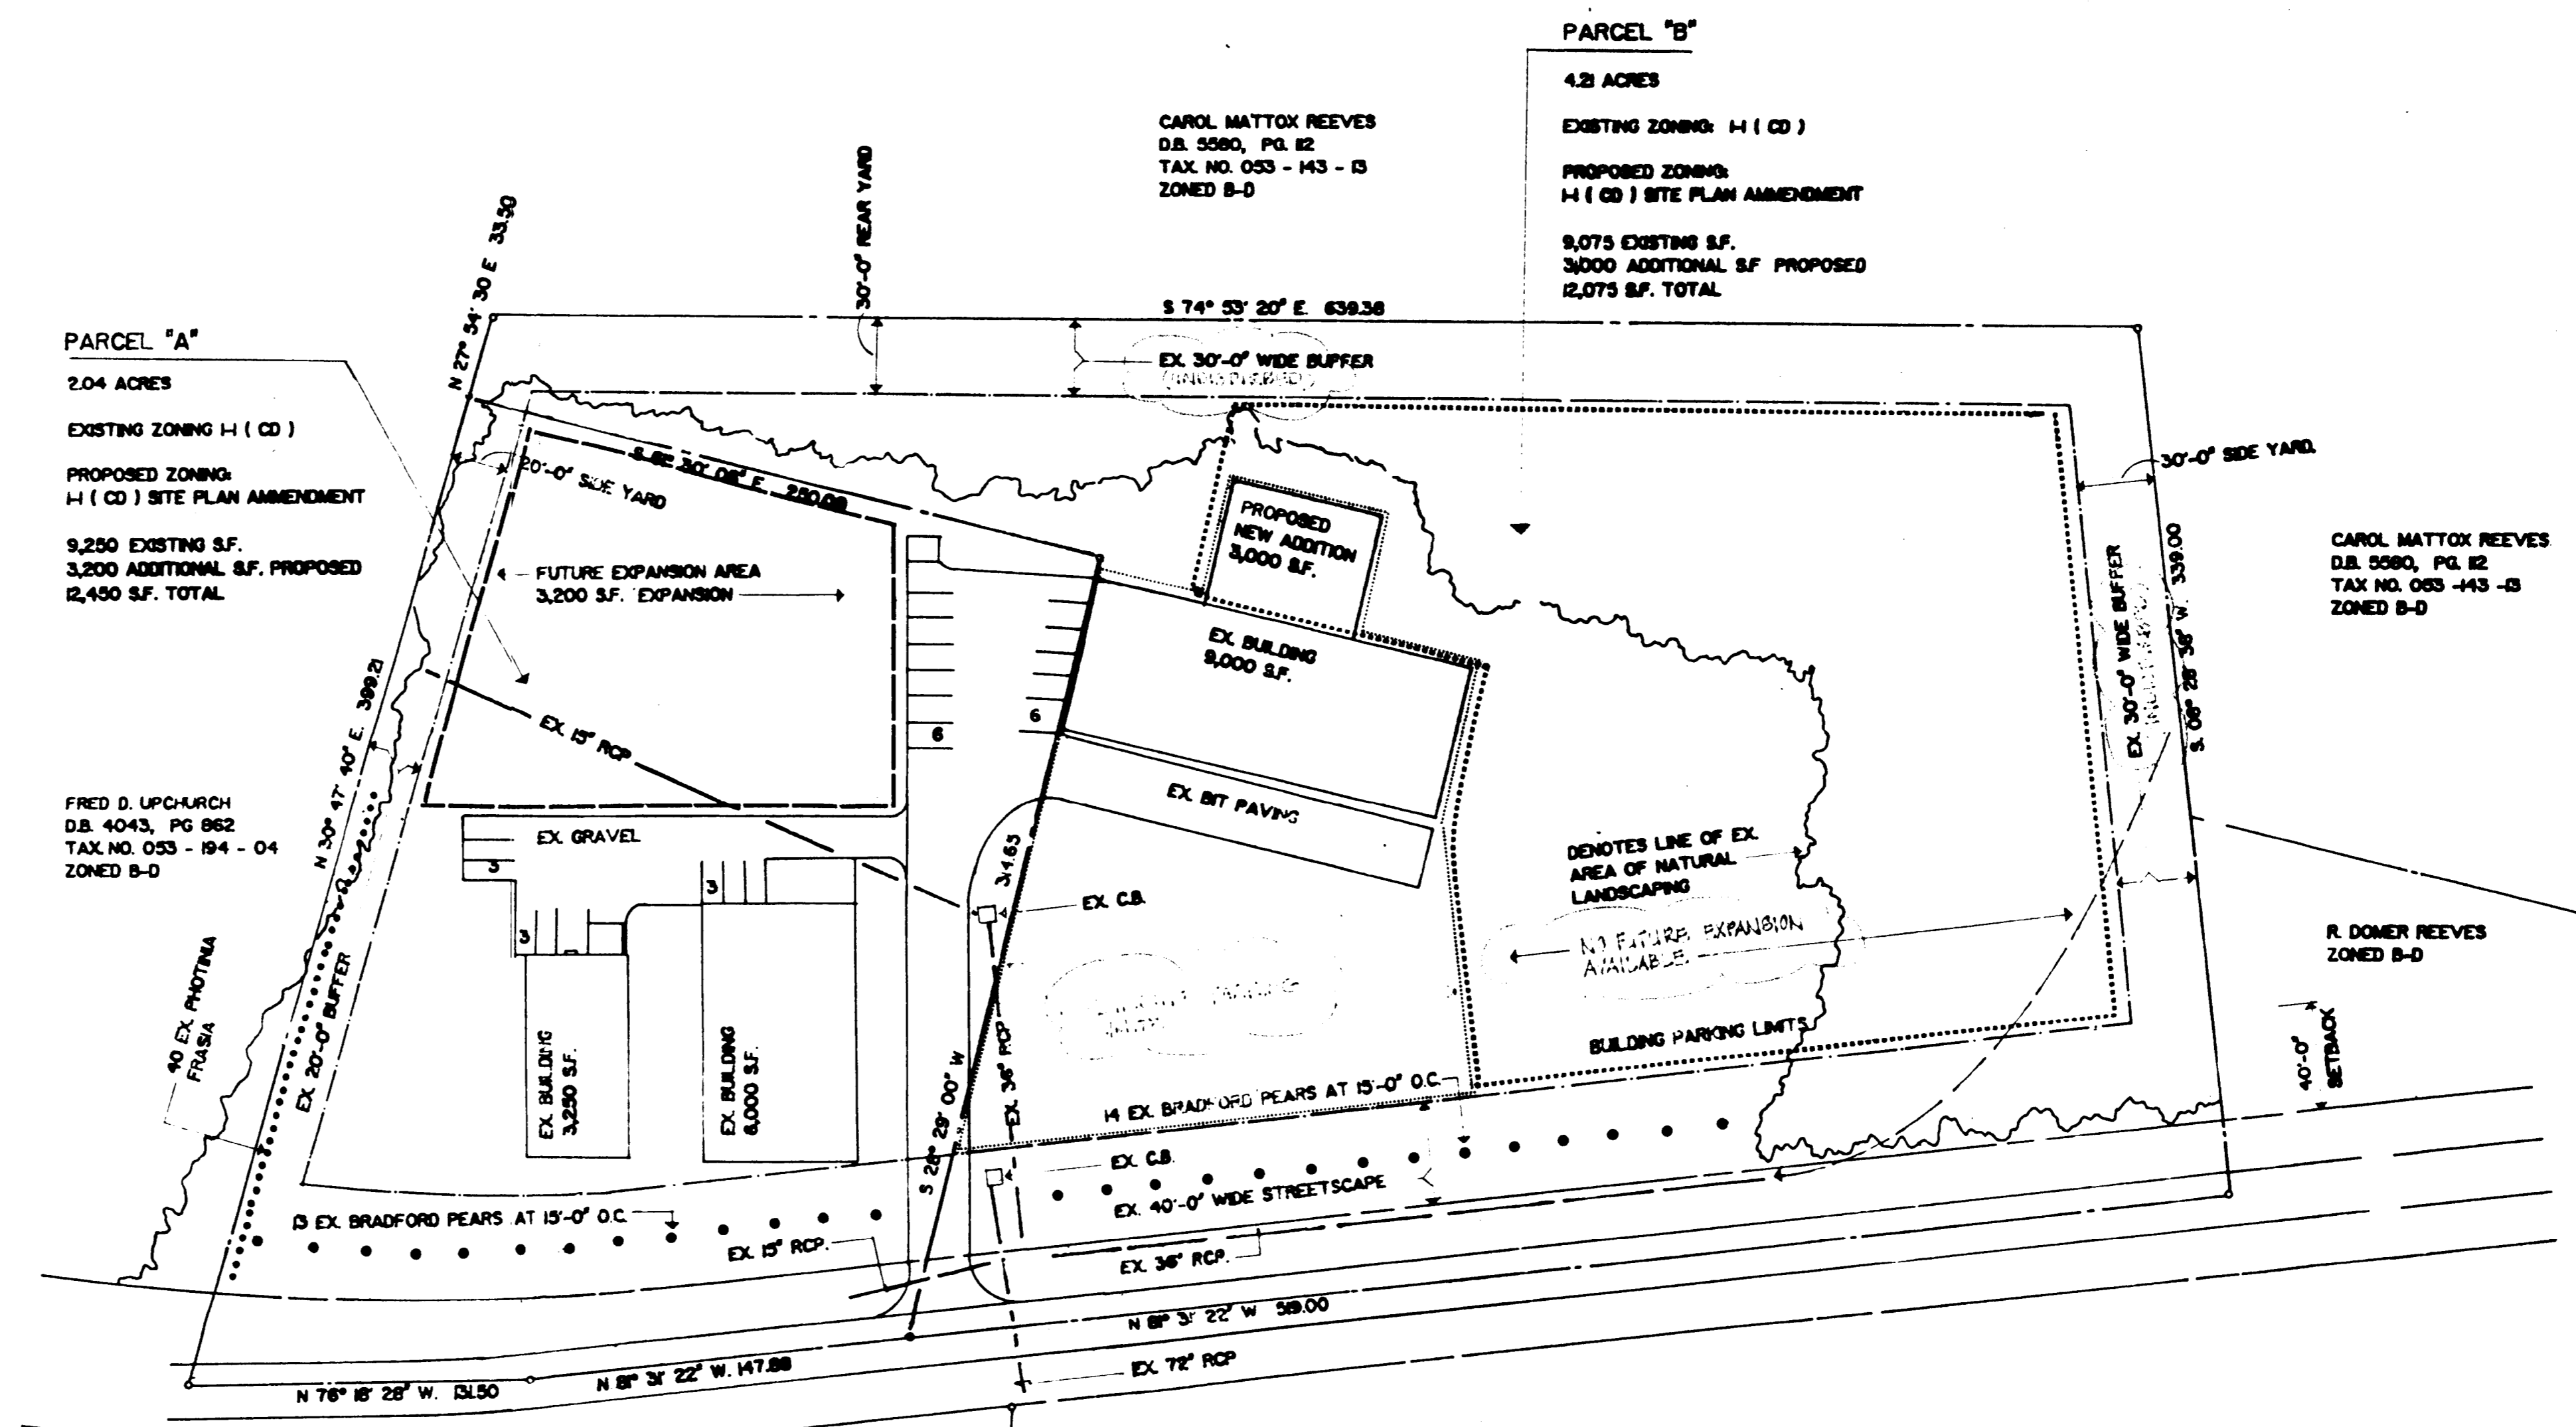 PARCEL "B"
4.21 ACRES
EXISTING ZONING: I-1 ( CD )
PROPOSED ZONING:
I-1 ( CD ) SITE PLAN AMMENDMENT
9,075 EXISTING S.F.
3,000 ADDITIONAL S.F PROPOSED
12,075 S.F. TOTAL
CAROL MATTOX REEVES
D.B. 5580, PG. 112
TAX. NO. 053 - 143 - 13
ZONED B-D
30'-0" REAR YARD
N 27° 54' 30 E 33.50
S 74° 53' 20" E. 639.38
EX. 30'-0" WIDE BUFFER
(UNDISTURBED)
PARCEL "A"
2.04 ACRES
EXISTING ZONING I-1 ( CD )
PROPOSED ZONING:
I-1 ( CD ) SITE PLAN AMMENDMENT
9,250 EXISTING S.F.
3,200 ADDITIONAL S.F. PROPOSED
12,450 S.F. TOTAL
20'-0" SIDE YARD
S 61° 30' 08" E. 250.09
30'-0" SIDE YARD.
PROPOSED
NEW ADDITION
3,000 S.F.
FUTURE EXPANSION AREA
3,200 S.F. EXPANSION
EX. BUILDING
9,000 S.F.
EX. 30'-0" WIDE BUFFER
S. 08° 28' 38" W. 339.00
CAROL MATTOX REEVES
D.B. 5580, PG. 112
TAX NO. 053 -143 -13
ZONED B-D
EX. 15" RCP
6
6
N 30° 47' 40" E. 399.21
EX. BIT PAVING
FRED D. UPCHURCH
D.B. 4043, PG 862
TAX. NO. 053 - 194 - 04
ZONED B-D
EX. GRAVEL
3
3
3
314.65
EX. C.B.
DENOTES LINE OF EX.
AREA OF NATURAL
LANDSCAPING
NO FUTURE EXPANSION
AVAILABLE
R. DOMER REEVES
ZONED B-D
40 EX. PHOTINIA
FRASIA
EX. 20'-0" BUFFER
PARKING
EX. BUILDING
3,250 S.F.
EX. BUILDING
6,000 S.F.
S 28° 29' 00" W
EX. 36" RCP
BUILDING PARKING LIMITS
40'-0"
SETBACK
14 EX. BRADFORD PEARS AT 15'-0" O.C.
EX. C.B.
EX. 40'-0" WIDE STREETSCAPE
13 EX. BRADFORD PEARS AT 15'-0" O.C.
EX. 15" RCP.
EX. 36" RCP.
N 81° 31' 22" W 519.00
EX. 72" RCP
N 81° 31' 22" W. 147.88
N 76° 18' 28" W. 131.50